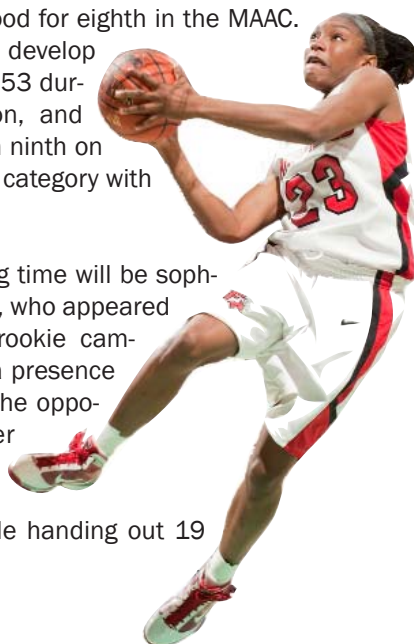 ood for eighth in the MAAC.
develop
53 dur-
on, and
ninth on
category with
g time will be soph-
, who appeared
rookie cam-
a presence
he oppo-
er
le handing out 19
23